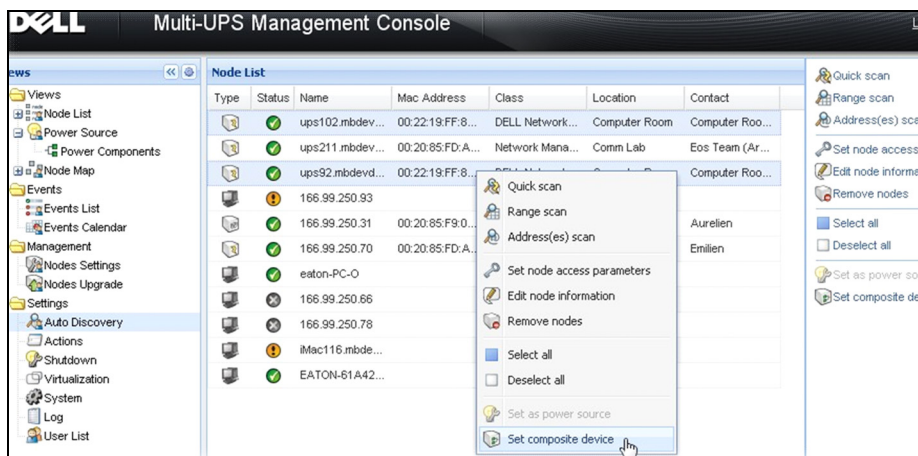 DELL Multi-UPS Management Console
ews
Views
Node List
Power Source
Power Components
Node Map
Events
Events List
Events Calendar
Management
Nodes Settings
Nodes Upgrade
Settings
Auto Discovery
Actions
Shutdown
Virtualization
System
Log
User List
Node List
Type Status Name Mac Address Class Location Contact
ups102.mbdev... 00:22:19:FF:8... DELL Network... Computer Room Computer Roo...
ups211.mbdev... 00:20:85:FD:A... Network Mana... Comm Lab Eos Team (Ar...
ups92.mbdevd... 00:22:19:FF:8... Computer Roo...
166.99.250.93
166.99.250.31 00:20:85:F9:0... Aurelien
166.99.250.70 00:20:85:FD:A... Emilien
eaton-PC-O
166.99.250.66
166.99.250.78
iMac116.mbde...
EATON-61A42...
Quick scan
Range scan
Address(es) scan
Set node access parameters
Edit node information
Remove nodes
Select all
Deselect all
Set as power source
Set composite device
Quick scan
Range scan
Address(es) sca
Set node access
Edit node informa
Remove nodes
Select all
Deselect all
Set as power so
Set composite de